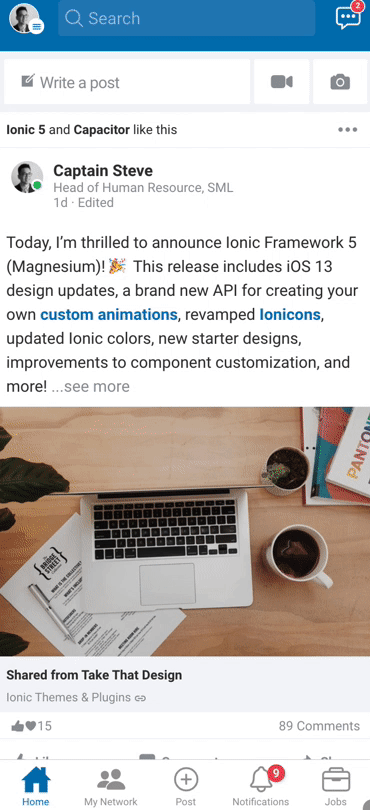 2
Search
Write a post
Ionic 5 and Capacitor like this
Captain Steve
Head of Human Resource, SML
1d · Edited
Today, I'm thrilled to announce Ionic Framework 5
(Magnesium)!🎉 This release includes iOS 13
design updates, a brand new API for creating your
own custom animations, revamped Ionicons,
updated Ionic colors, new starter designs,
improvements to component customization, and
more! ...see more
PANTON
THE
BRIDGE
STREET
Shared from Take That Design
Ionic Themes & Plugins
15
89 Comments
9
Home
My Network
Post
Notifications
Jobs